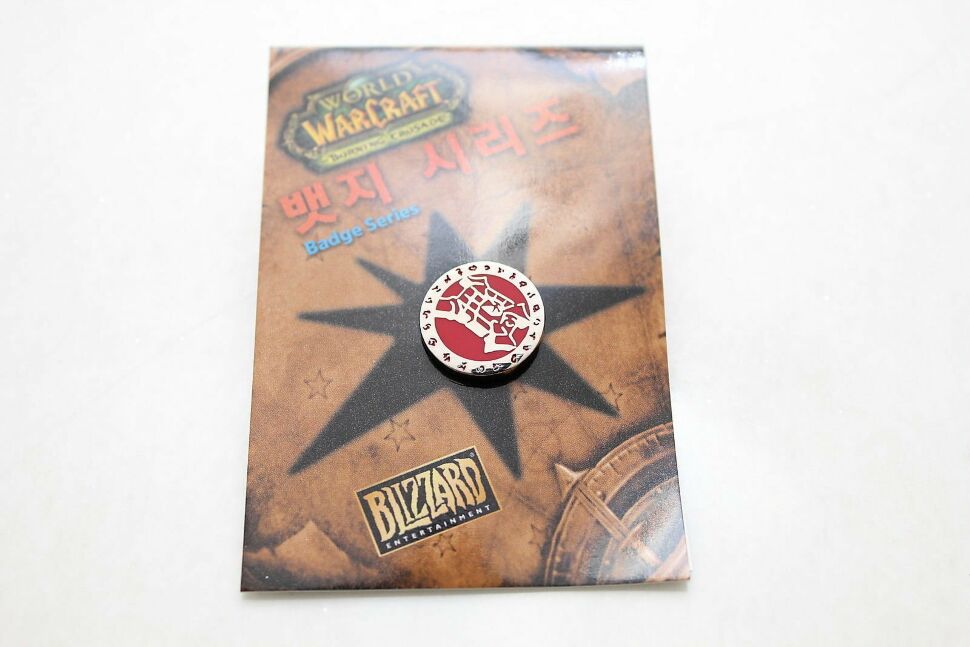 WORLD
WARCRAFT
BURNING CRUSADE
뱃지 시리즈
Badge Series
BLIZZARD
ENTERTAINMENT